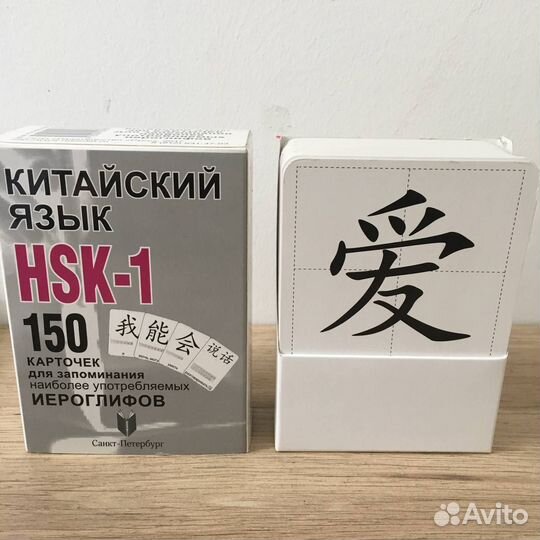 КИТАЙСКИЙ
ЯЗЫК
HSK-1
150
КАРТОЧЕК
для запоминания
наиболее употребляемых
ИЕРОГЛИФОВ
我 能 会 说话
Санкт-Петербург
爱
Avito